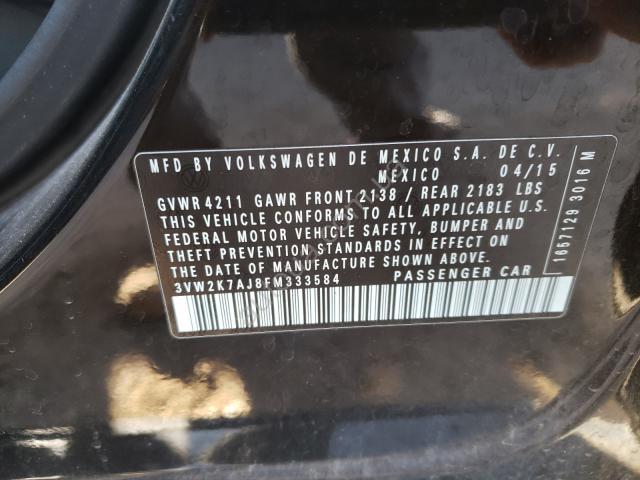 MFD BY VOLKSWAGEN DE MEXICO S.A. DE C.V.
MEXICO 04/15
GVWR 4211 GAWR FRONT 2138 / REAR 2183 LBS
THIS VEHICLE CONFORMS TO ALL APPLICABLE U.S.
FEDERAL MOTOR VEHICLE SAFETY, BUMPER AND
THEFT PREVENTION STANDARDS IN EFFECT ON
THE DATE OF MANUFACTURE SHOWN ABOVE.
3VW2K7AJ8FM333584 PASSENGER CAR
1657129 3016 M